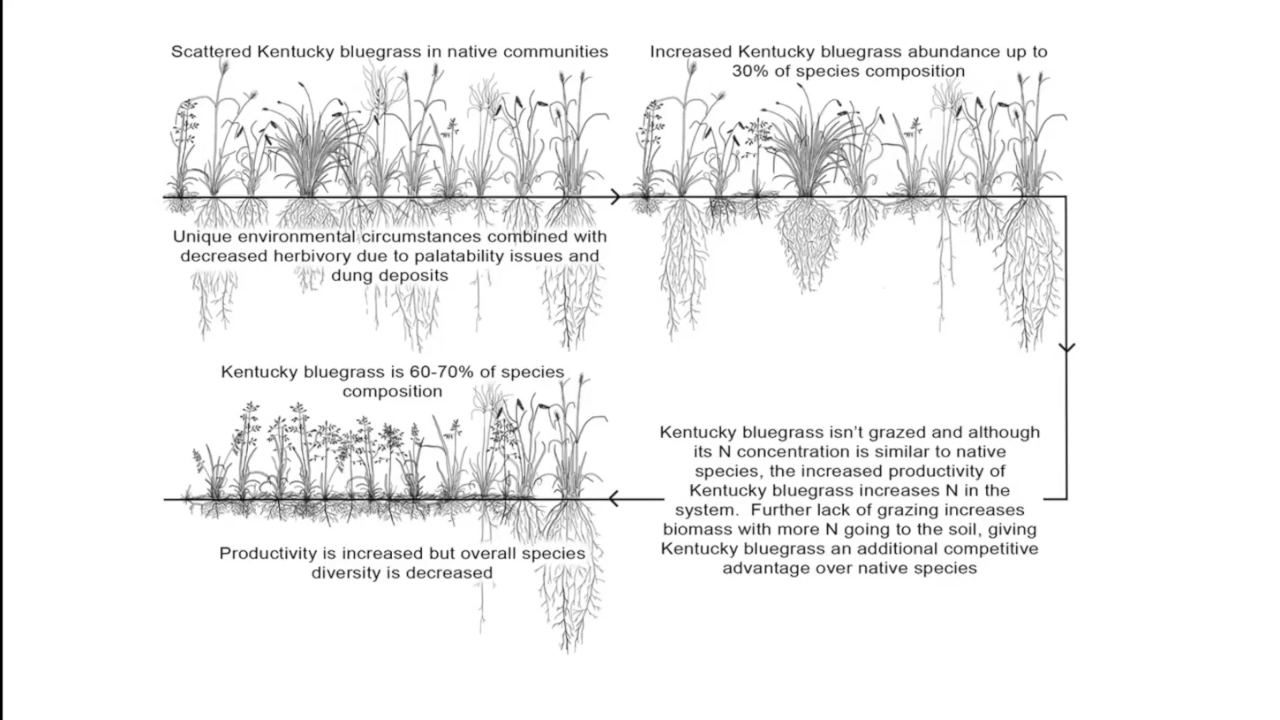 Scattered Kentucky bluegrass in native communities
Increased Kentucky bluegrass abundance up to
30% of species composition
Unique environmental circumstances combined with
decreased herbivory due to palatability issues and
dung deposits
Kentucky bluegrass isn't grazed and although
its N concentration is similar to native
species, the increased productivity of
Kentucky bluegrass increases N in the
system.  Further lack of grazing increases
biomass with more N going to the soil, giving
Kentucky bluegrass an additional competitive
advantage over native species
Kentucky bluegrass is 60-70% of species
composition
Productivity is increased but overall species
diversity is decreased